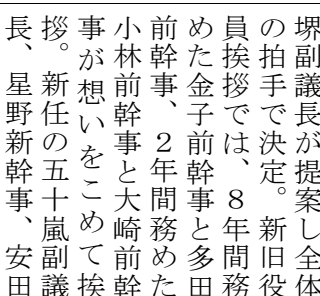 堺副議長が提案し全体
の拍手で決定。新旧役
員挨拶では、８年間務
めた金子前幹事と多田
前幹事、２年間務めた
小林前幹事と大崎前幹
事が想いをこめて挨
拶。新任の五十嵐副議
長、星野新幹事、安田